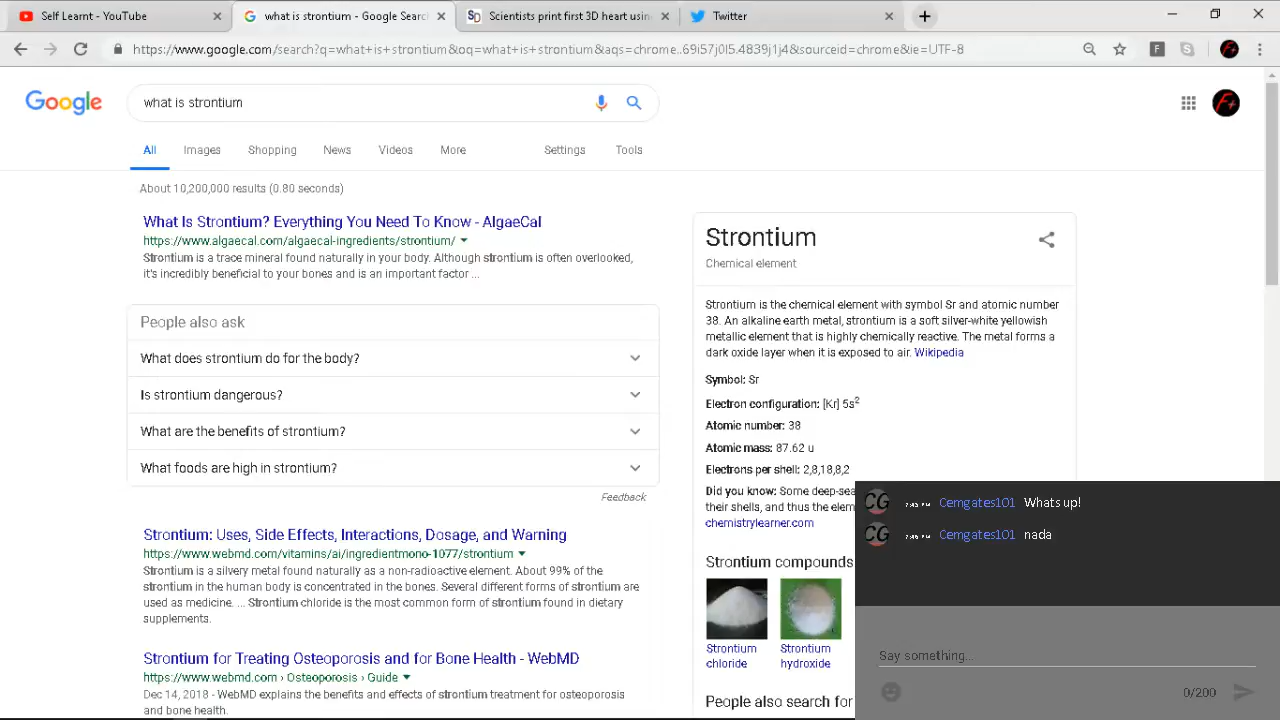 Self Learnt - YouTube
what is strontium - Google Searc
SD Scientists print first 3D heart usin
Twitter
https://www.google.com/search?q=what+is+strontium&oq=what+is+strontium&aqs=chrome..69i57j0l5.4839j1j4&sourceid=chrome&ie=UTF-8
Google
what is strontium
F+
All Images Shopping News Videos More Settings Tools
About 10,200,000 results (0.80 seconds)
What Is Strontium? Everything You Need To Know - AlgaeCal
https://www.algaecal.com/algaecal-ingredients/strontium/
Strontium is a trace mineral found naturally in your body. Although strontium is often overlooked,
it's incredibly beneficial to your bones and is an important factor ...
People also ask
What does strontium do for the body?
Is strontium dangerous?
What are the benefits of strontium?
What foods are high in strontium?
Feedback
Strontium: Uses, Side Effects, Interactions, Dosage, and Warning
https://www.webmd.com/vitamins/ai/ingredientmono-1077/strontium
Strontium is a silvery metal found naturally as a non-radioactive element. About 99% of the
strontium in the human body is concentrated in the bones. Several different forms of strontium are
used as medicine. ... Strontium chloride is the most common form of strontium found in dietary
supplements.
Strontium for Treating Osteoporosis and for Bone Health - WebMD
https://www.webmd.com › Osteoporosis › Guide
Dec 14, 2018 - WebMD explains the benefits and effects of strontium treatment for osteoporosis
and bone health.
Strontium
Chemical element
Strontium is the chemical element with symbol Sr and atomic number
38. An alkaline earth metal, strontium is a soft silver-white yellowish
metallic element that is highly chemically reactive. The metal forms a
dark oxide layer when it is exposed to air. Wikipedia
Symbol: Sr
Electron configuration: [Kr] 5s²
Atomic number: 38
Atomic mass: 87.62 u
Electrons per shell: 2,8,18,8,2
Did you know: Some deep-sea
their shells, and thus the elem
chemistrylearner.com
Strontium compounds
Strontium chloride
Strontium hydroxide
People also search for
CG Cemgates101 Whats up!
CG Cemgates101 nada
Say something...
0/200